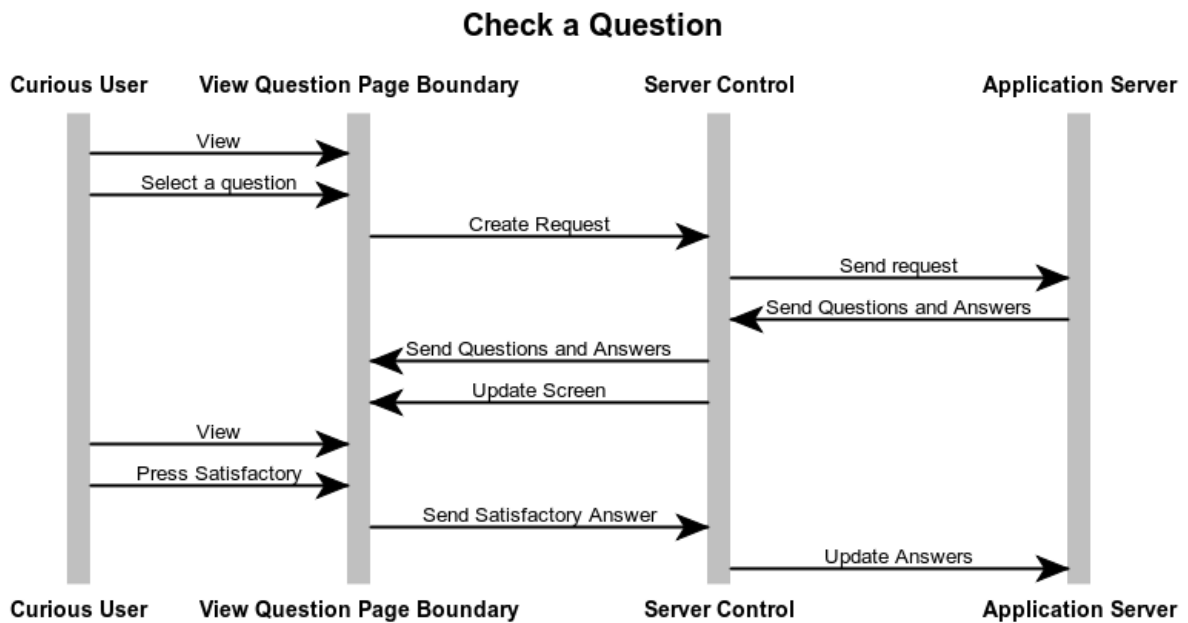 Check a Question
Curious User View Question Page Boundary Server Control Application Server
View
Select a question
Create Request
Send request
Send Questions and Answers
Send Questions and Answers
Update Screen
View
Press Satisfactory
Send Satisfactory Answer
Update Answers
Curious User View Question Page Boundary Server Control Application Server